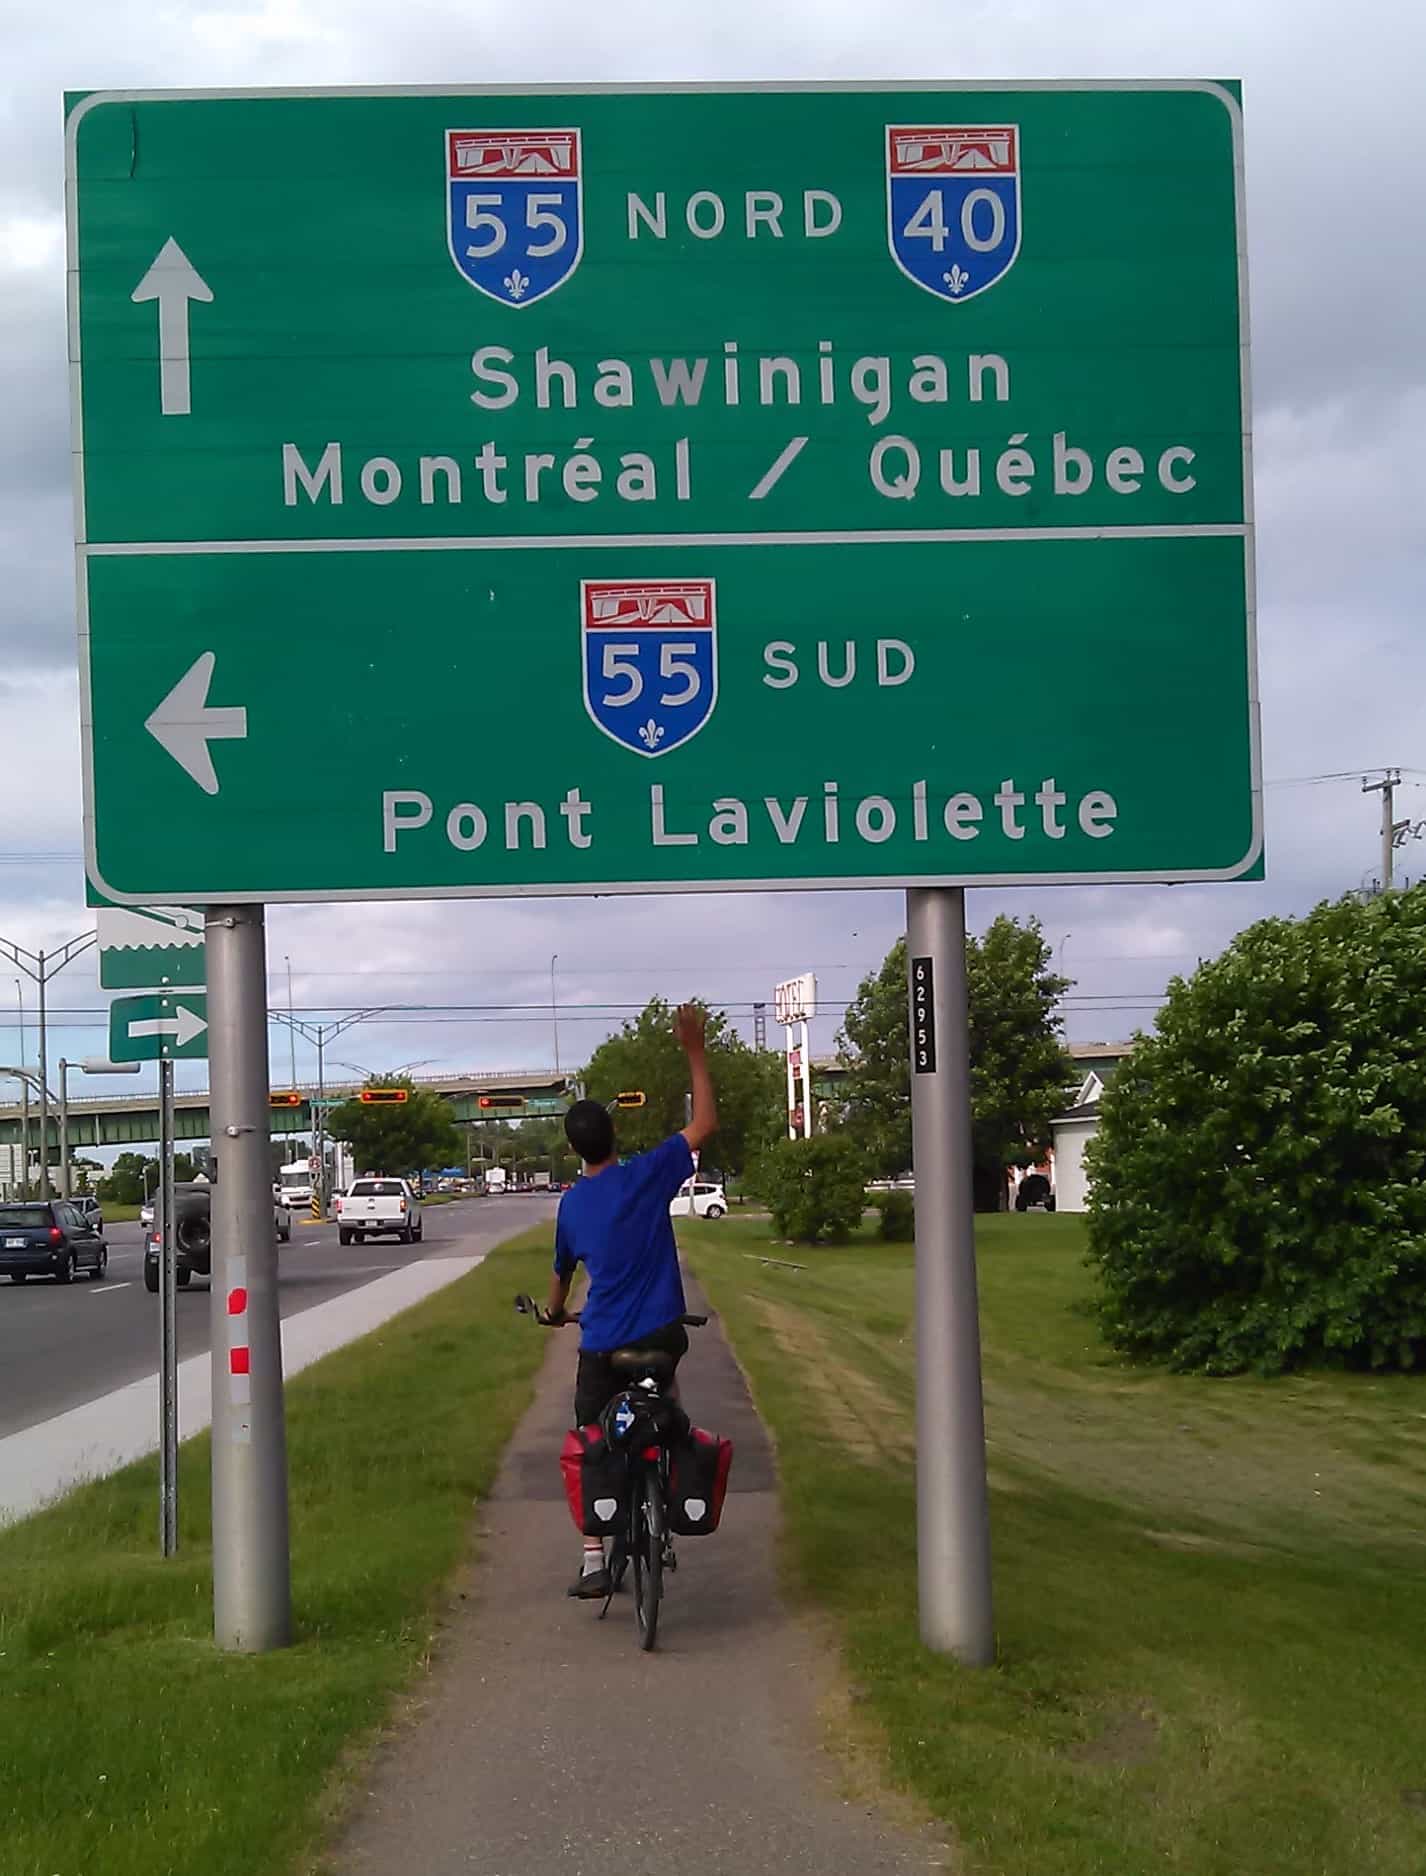 55 NORD 40
Shawinigan
Montréal / Québec
55 SUD
Pont Laviolette
62953